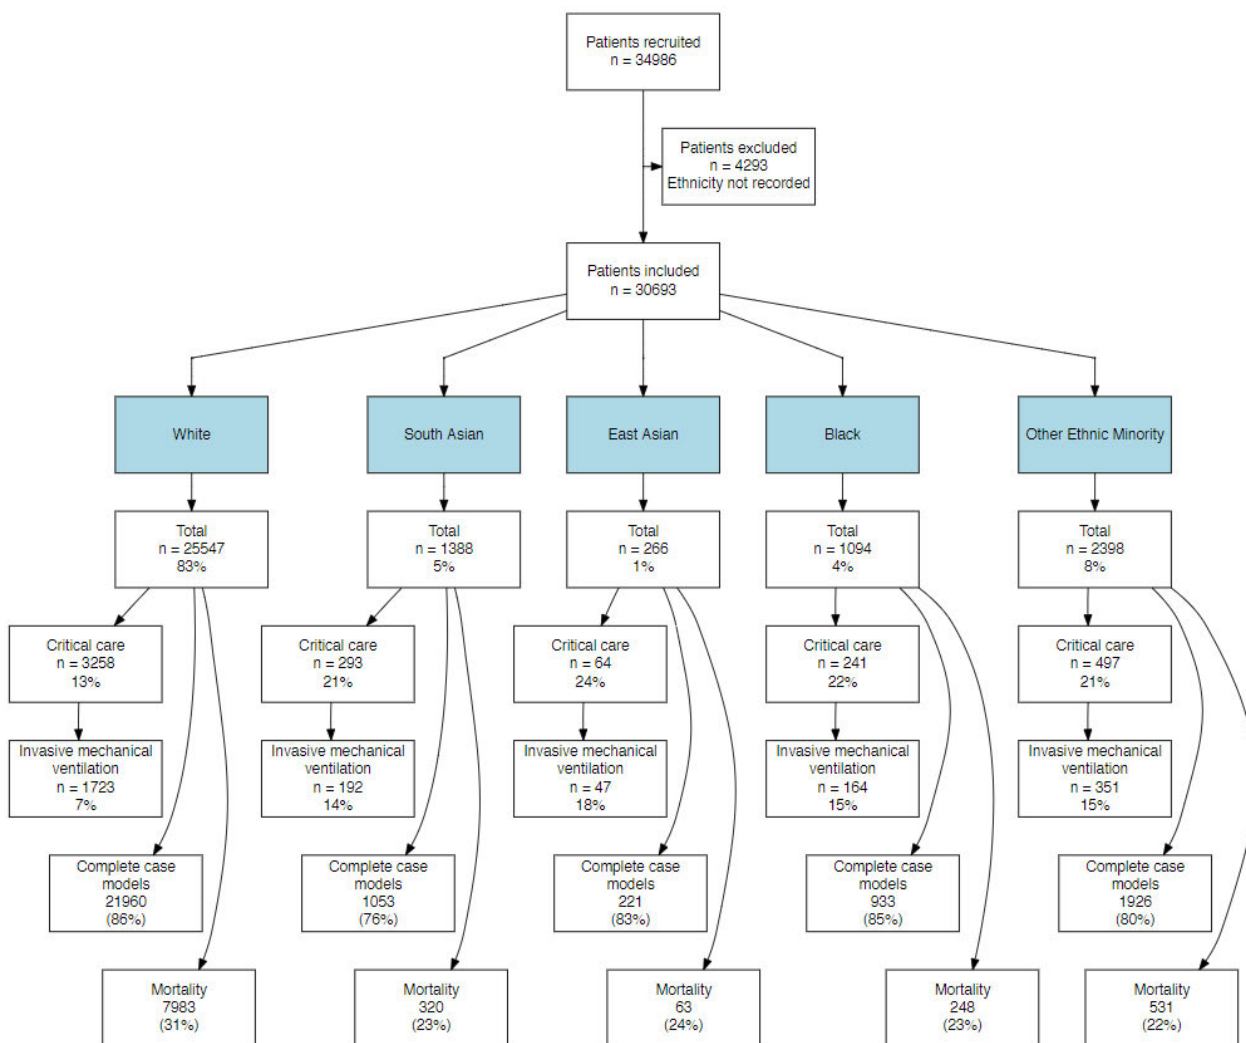 Patients recruited
n = 34986
Patients excluded
n = 4293
Ethnicity not recorded
Patients included
n = 30693
White
South Asian
East Asian
Black
Other Ethnic Minority
Total
n = 25547
83%
Total
n = 1388
5%
Total
n = 266
1%
Total
n = 1094
4%
Total
n = 2398
8%
Critical care
n = 3258
13%
Critical care
n = 293
21%
Critical care
n = 64
24%
Critical care
n = 241
22%
Critical care
n = 497
21%
Invasive mechanical
ventilation
n = 1723
7%
Invasive mechanical
ventilation
n = 192
14%
Invasive mechanical
ventilation
n = 47
18%
Invasive mechanical
ventilation
n = 164
15%
Invasive mechanical
ventilation
n = 351
15%
Complete case
models
21960
(86%)
Complete case
models
1053
(76%)
Complete case
models
221
(83%)
Complete case
models
933
(85%)
Complete case
models
1926
(80%)
Mortality
7983
(31%)
Mortality
320
(23%)
Mortality
63
(24%)
Mortality
248
(23%)
Mortality
531
(22%)